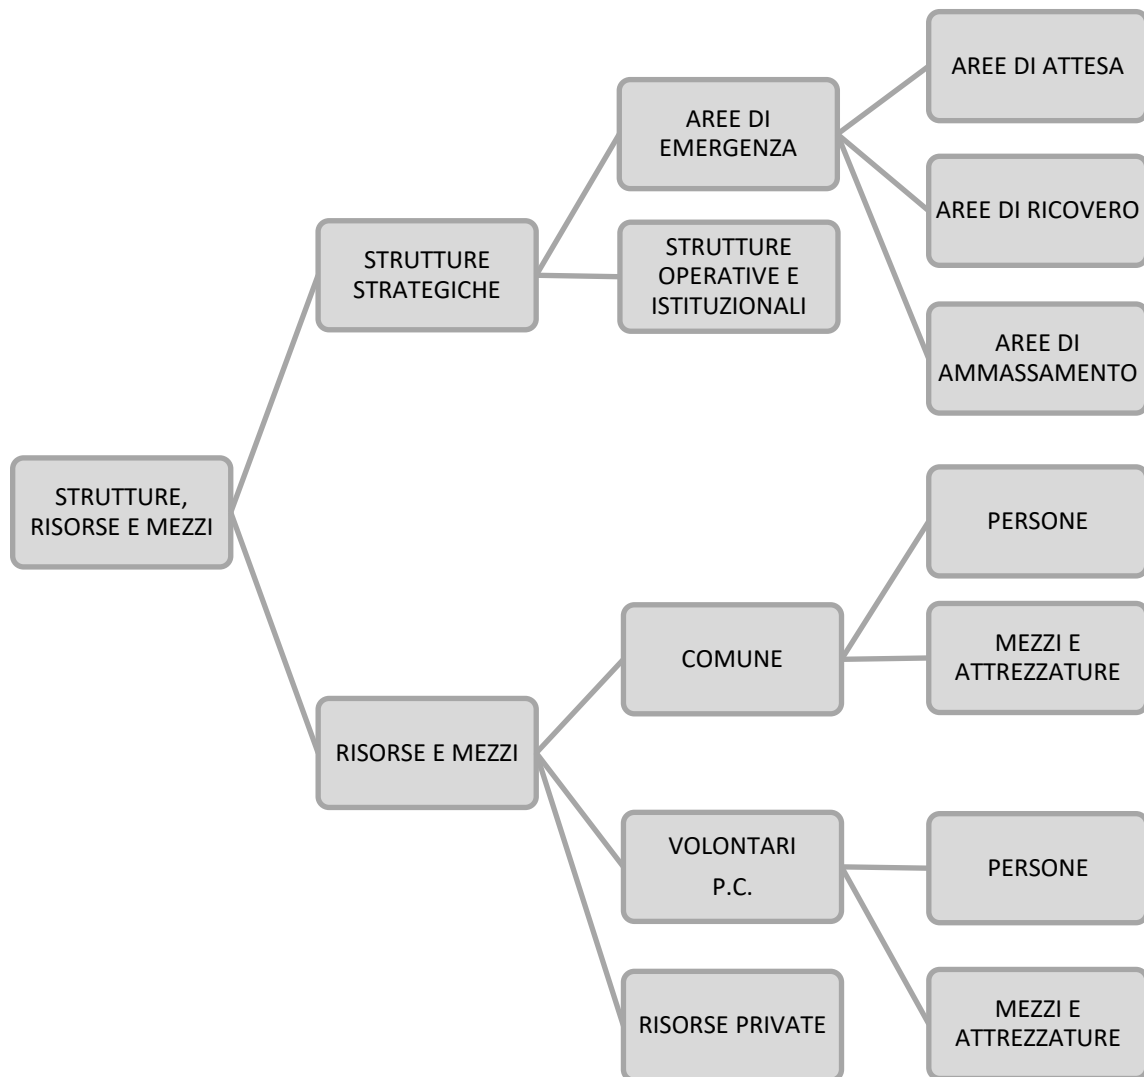 AREE DI ATTESA
AREE DI
EMERGENZA
AREE DI RICOVERO
STRUTTURE
STRATEGICHE
STRUTTURE
OPERATIVE E
ISTITUZIONALI
AREE DI
AMMASSAMENTO
STRUTTURE,
RISORSE E MEZZI
PERSONE
COMUNE
MEZZI E
ATTREZZATURE
RISORSE E MEZZI
VOLONTARI
P.C.
PERSONE
RISORSE PRIVATE
MEZZI E
ATTREZZATURE